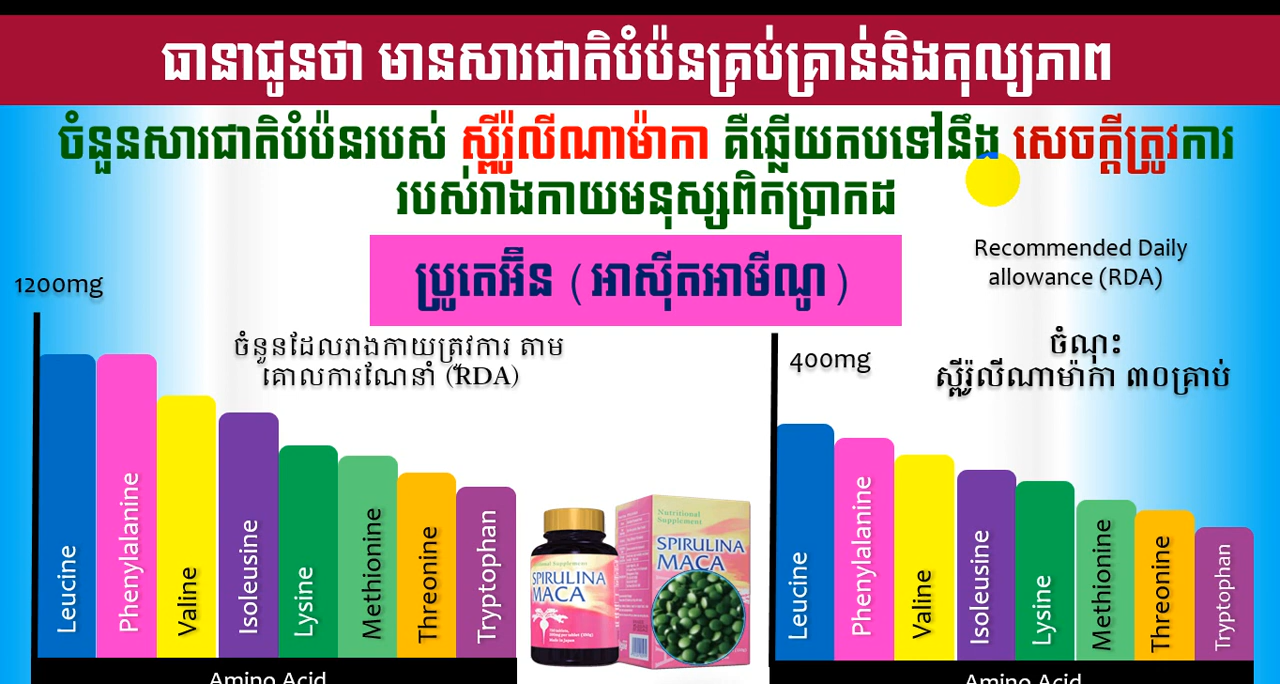 ធានាជូនថា មានសារជាតិបំប៉នគ្រប់គ្រាន់និងតុល្យភាព
ចំនួនសារជាតិបំប៉នរបស់ ស្ពីរ៉ូលីណាម៉ាកា គឺឆ្លើយតបទៅនឹង សេចក្តីត្រូវការ
របស់រាងកាយមនុស្សពិតប្រាកដ
ប្រូតេអ៊ីន (អាស៊ីតអាមីណូ)
Recommended Daily
allowance (RDA)
1200mg
ចំនួនដែលរាងកាយត្រូវការ តាម
គោលការណែនាំ (RDA)
Leucine
Phenylalanine
Valine
Isoleusine
Lysine
Methionine
Threonine
Tryptophan
Amino Acid
400mg
ចំណុះ
ស្ពីរ៉ូលីណាម៉ាកា ៣០គ្រាប់
Leucine
Phenylalanine
Valine
Isoleusine
Lysine
Methionine
Threonine
Tryptophan
Amino Acid
Nutritional Supplement
SPIRULINA
MACA
Nutritional
Supplement
SPIRULINA
MACA